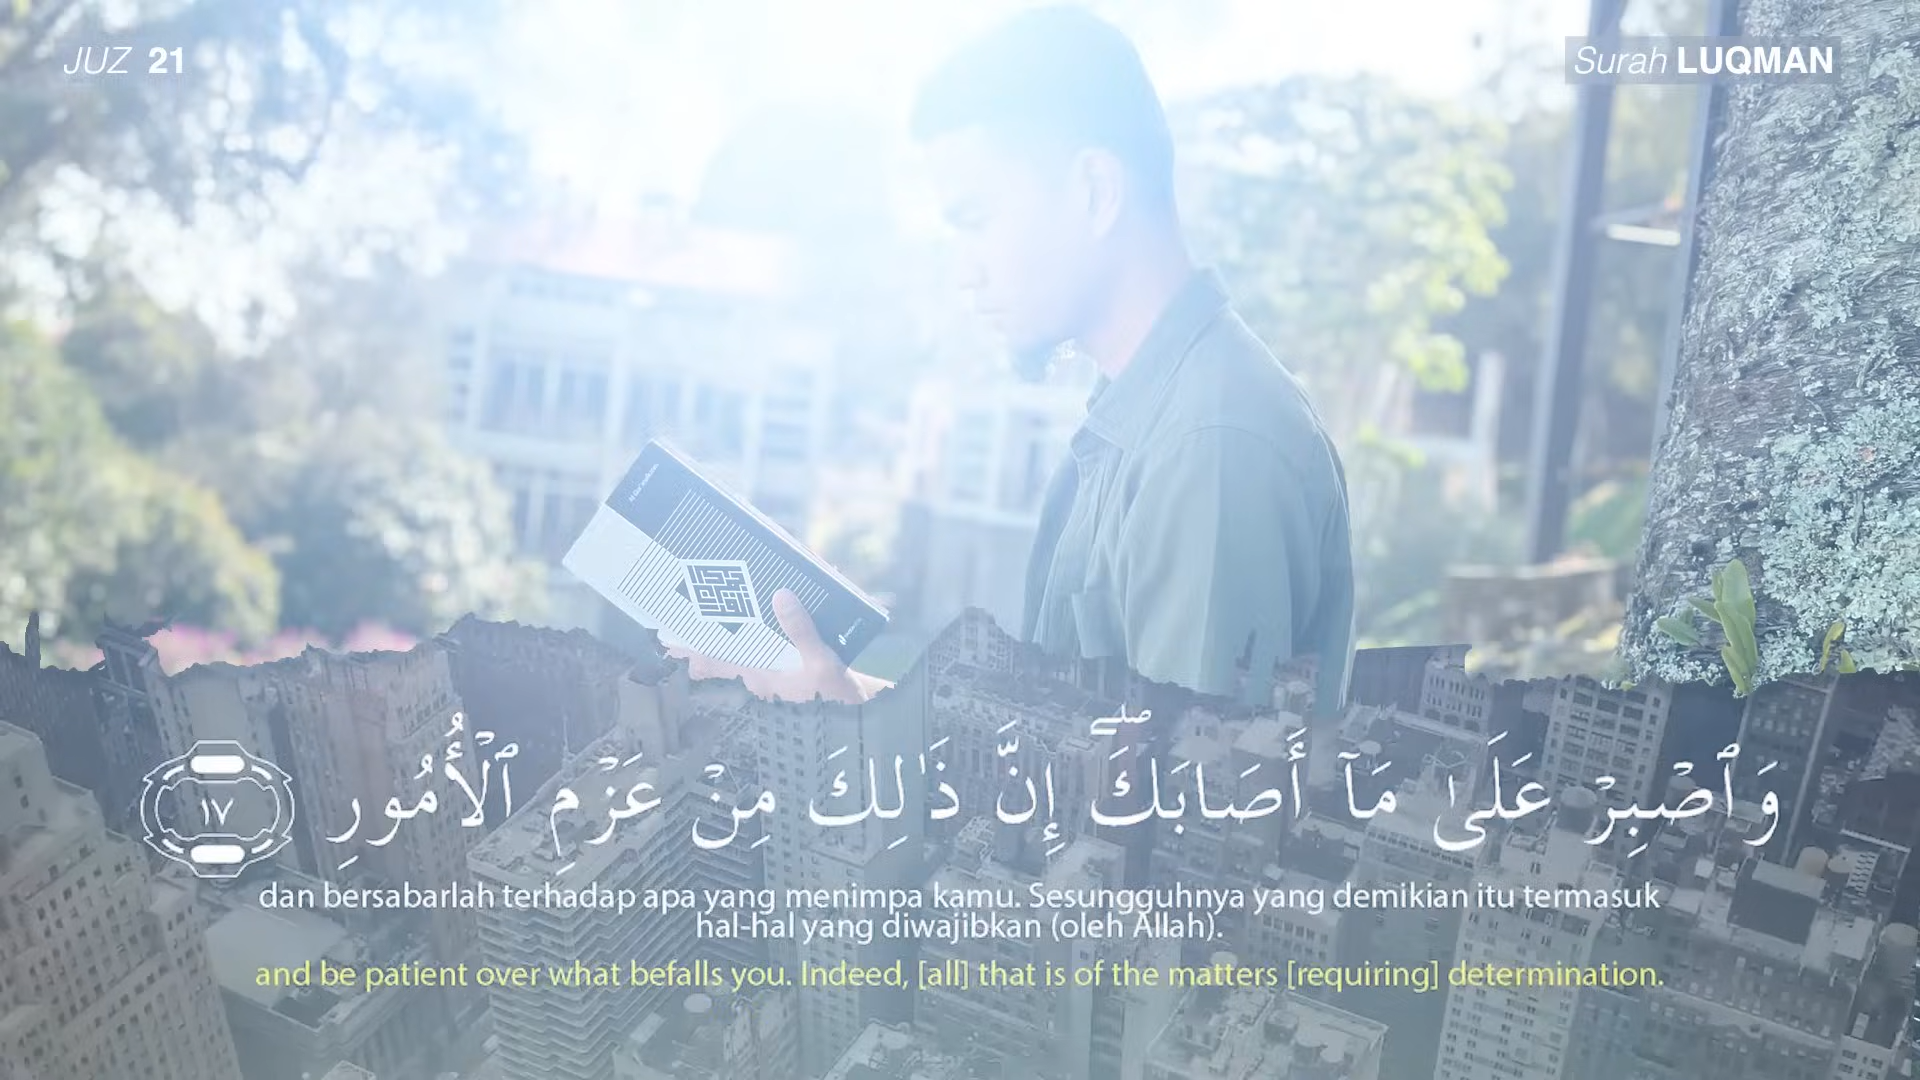 JUZ 21
Surah LUQMAN
وَٱصْبِرْ عَلَىٰ مَآ أَصَابَكَ ۖ إِنَّ ذَٰلِكَ مِنْ عَزْمِ ٱلْأُمُورِ ١٧
dan bersabarlah terhadap apa yang menimpa kamu. Sesungguhnya yang demikian itu termasuk
hal-hal yang diwajibkan (oleh Allah).
and be patient over what befalls you. Indeed, [all] that is of the matters [requiring] determination.